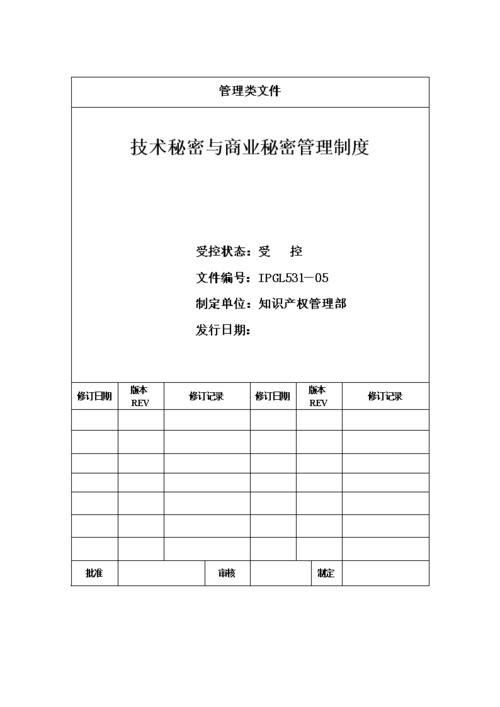 管理类文件
技术秘密与商业秘密管理制度
受控状态：受 控
文件编号：IPGL531—05
制定单位：知识产权管理部
发行日期：
修订日期 版本 REV 修订记录 修订日期 版本 REV 修订记录
批准 审核 制定